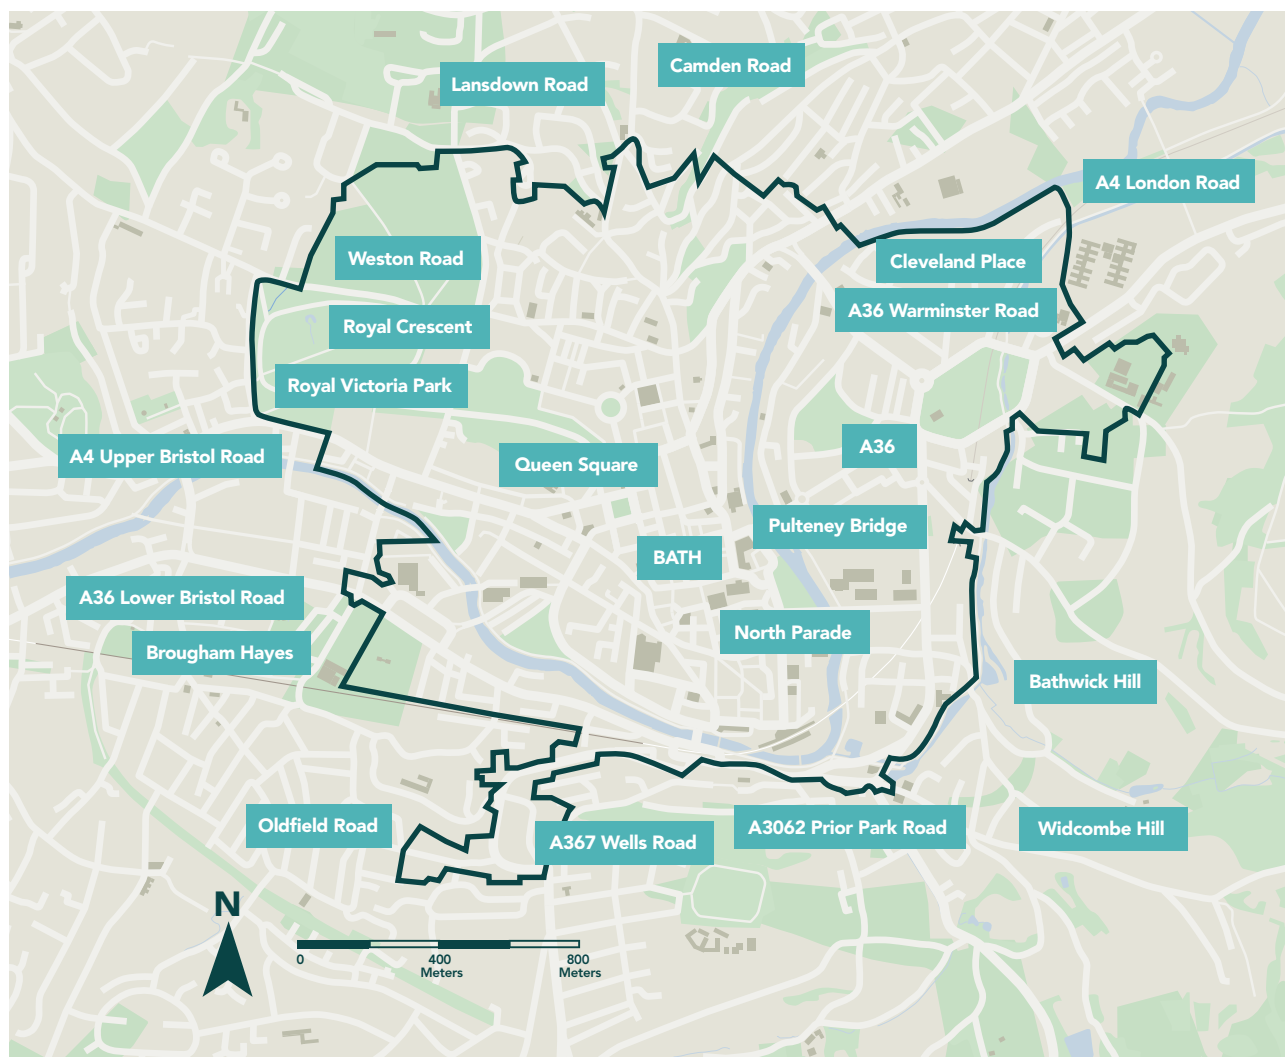 Camden Road
Lansdown Road
A4 London Road
Weston Road
Cleveland Place
A36 Warminster Road
Royal Crescent
Royal Victoria Park
A36
A4 Upper Bristol Road
Queen Square
Pulteney Bridge
BATH
A36 Lower Bristol Road
North Parade
Brougham Hayes
Bathwick Hill
Oldfield Road
A3062 Prior Park Road
Widcombe Hill
A367 Wells Road
N
0 400 800
Meters Meters